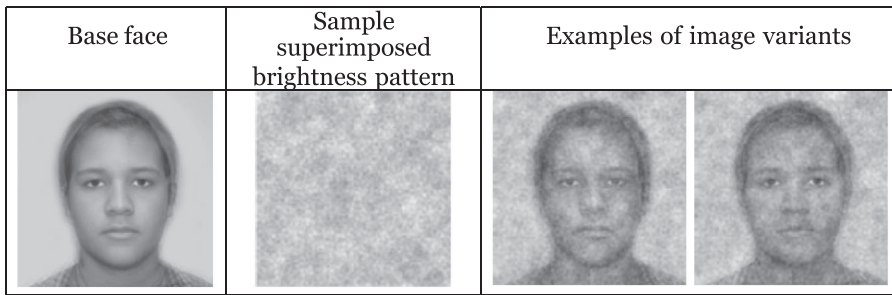 Base face
Sample
superimposed
brightness pattern
Examples of image variants